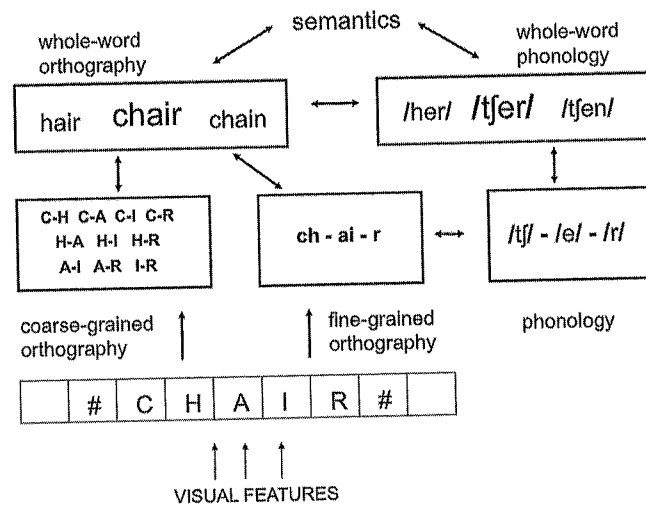 semantics
whole-word
orthography
whole-word
phonology
hair chair chain
/her/ /tʃer/ /tʃen/
C-H C-A C-I C-R
H-A H-I H-R
A-I A-R I-R
ch - ai - r
/tʃ/ - /e/ - /r/
coarse-grained
orthography
fine-grained
orthography
phonology
# C H A I R #
VISUAL FEATURES